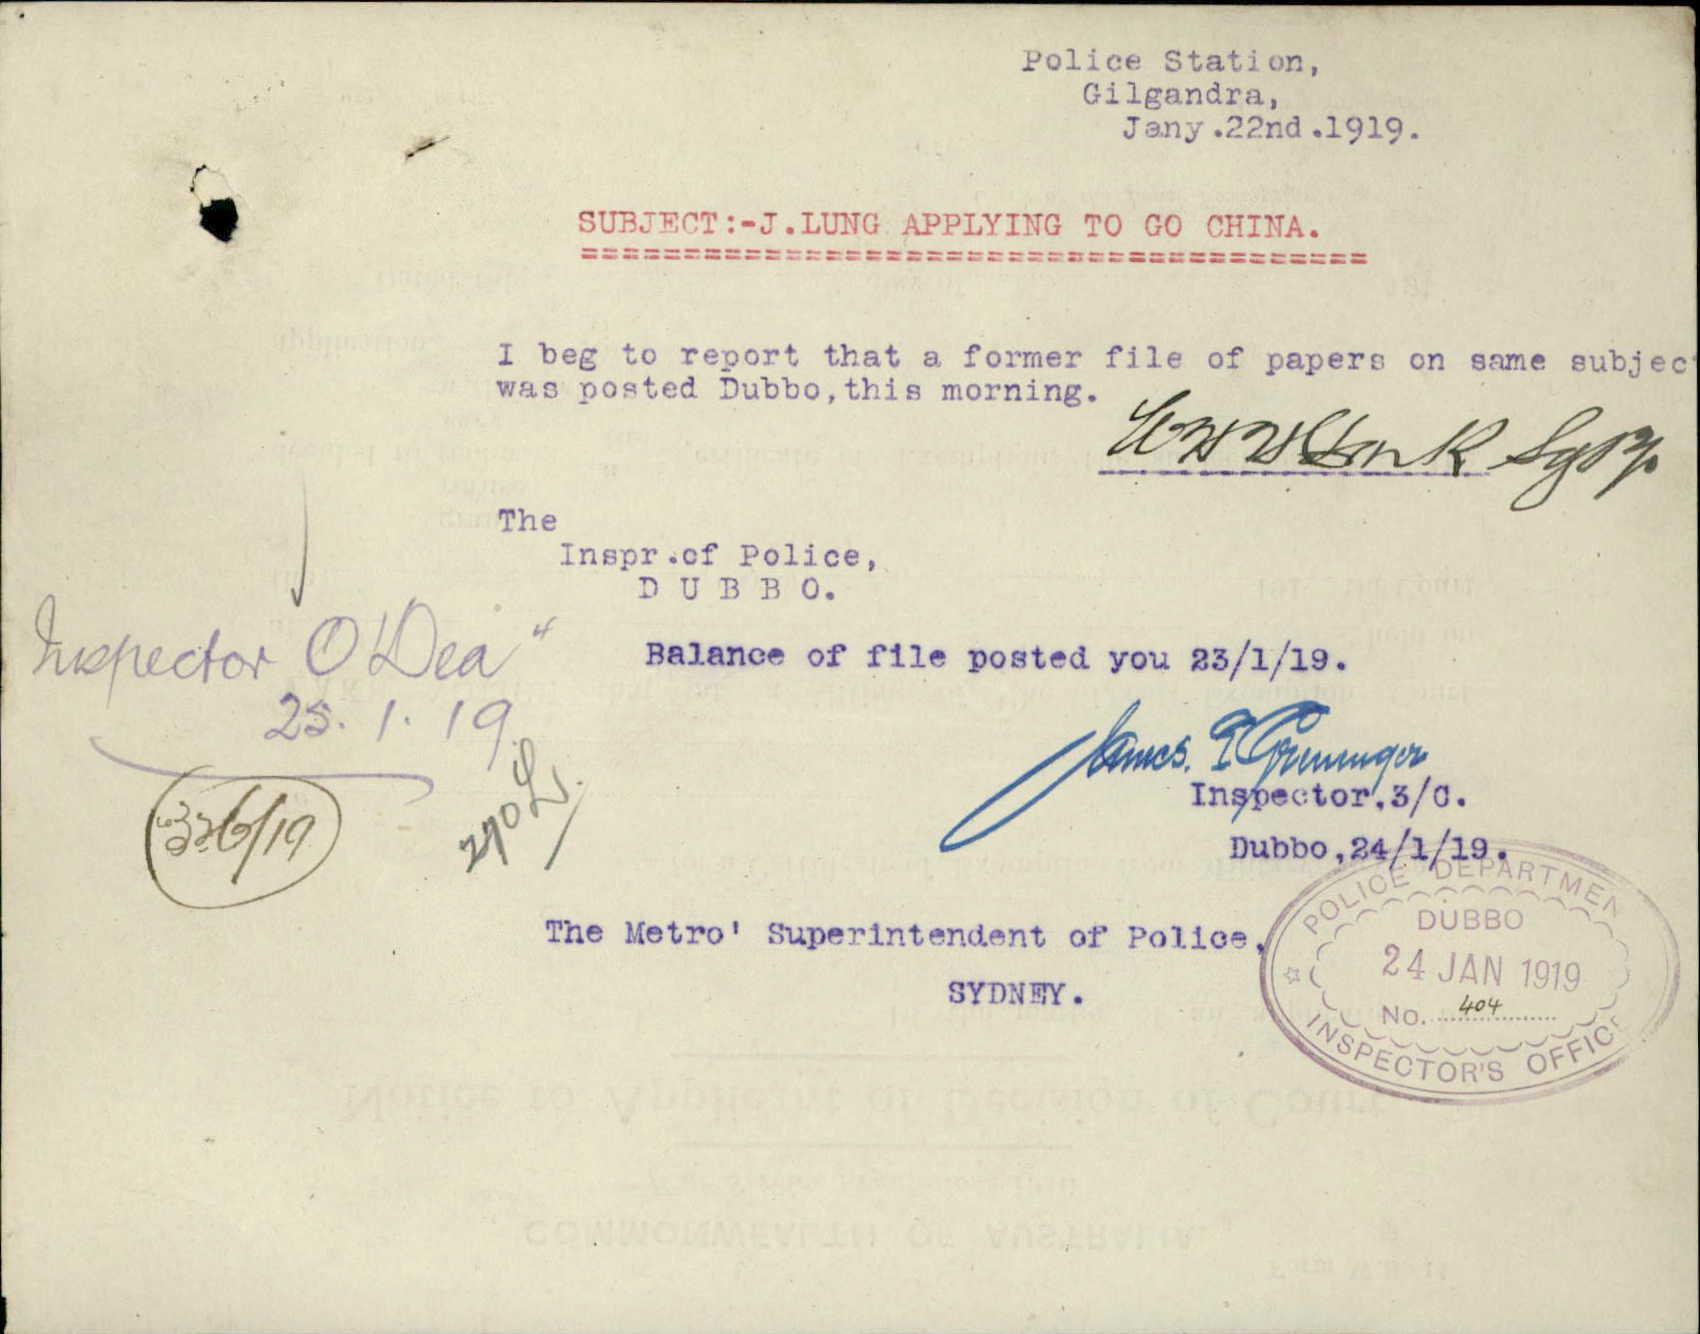 Police Station,
Gilgandra,
Jany.22nd.1919.
SUBJECT:-J.LUNG APPLYING TO GO CHINA.
=======================================
I beg to report that a former file of papers on same subjec
was posted Dubbo,this morning.
The
Inspr.of Police,
D U B B O.
Inspector O'Dea
Balance of file posted you 23/1/19.
25.1.19
James.
Inspector,3/C.
326/19
Dubbo,24/1/19.
The Metro' Superintendent of Police,
SYDNEY.
POLICE DEPARTMEN
DUBBO
24 JAN 1919
No. 404
INSPECTOR'S OFFIC